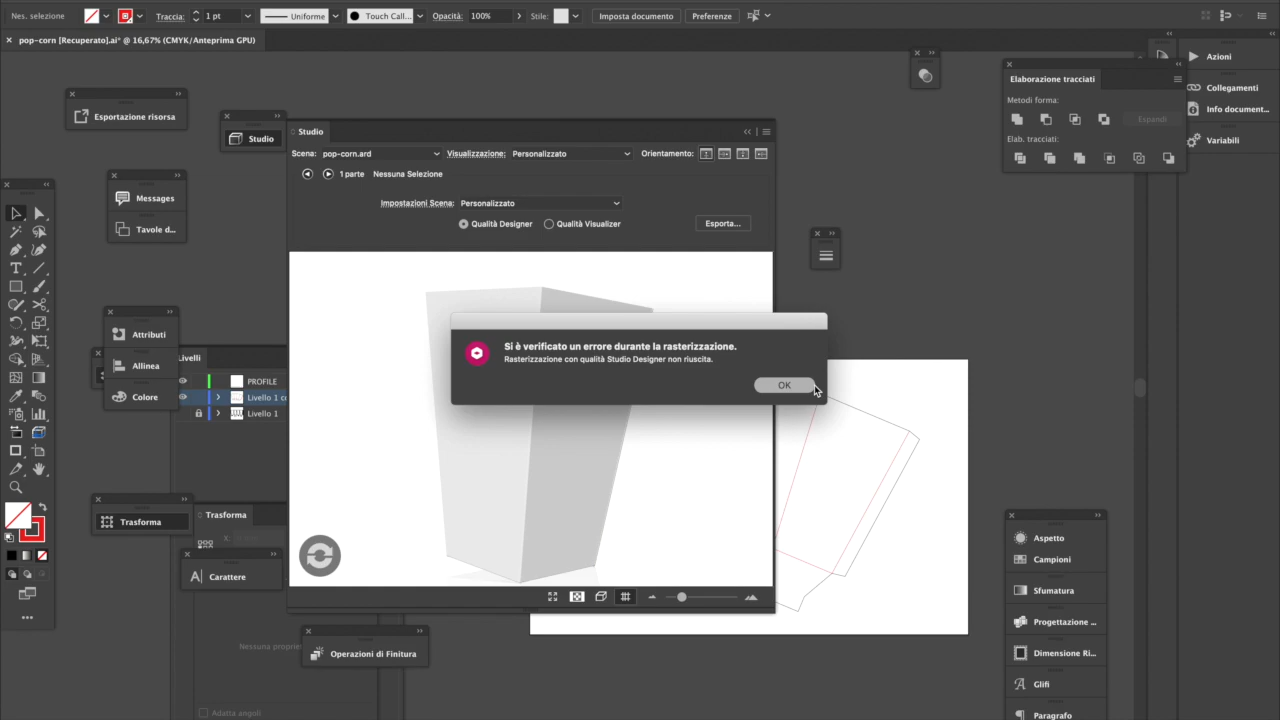 Nes. selezione
Traccia:
1 pt
Uniforme
Touch Call...
Opacità:
100%
Stile:
Imposta documento
Preferenze
pop-corn [Recuperato].ai* @ 16,67% (CMYK/Anteprima GPU)
Esportazione risorsa
Studio
Studio
Scena:
pop-corn.ard
Visualizzazione:
Personalizzato
Orientamento:
1 parte
Nessuna Selezione
Impostazioni Scena:
Personalizzato
Qualità Designer
Qualità Visualizer
Esporta...
Messages
Tavole d...
Attributi
Allinea
Colore
Livelli
PROFILE
Livello 1 co
Livello 1
Si è verificato un errore durante la rasterizzazione.
Rasterizzazione con qualità Studio Designer non riuscita.
OK
Elaborazione tracciati
Metodi forma:
Espandi
Elab. tracciati:
Azioni
Collegamenti
Info document...
Variabili
Trasforma
Trasforma
X:
Carattere
Nessuna proprie
Operazioni di Finitura
Adatta angoli
Aspetto
Campioni
Sfumatura
Progettazione ...
Dimensione Ri...
Glifi
Paragrafo